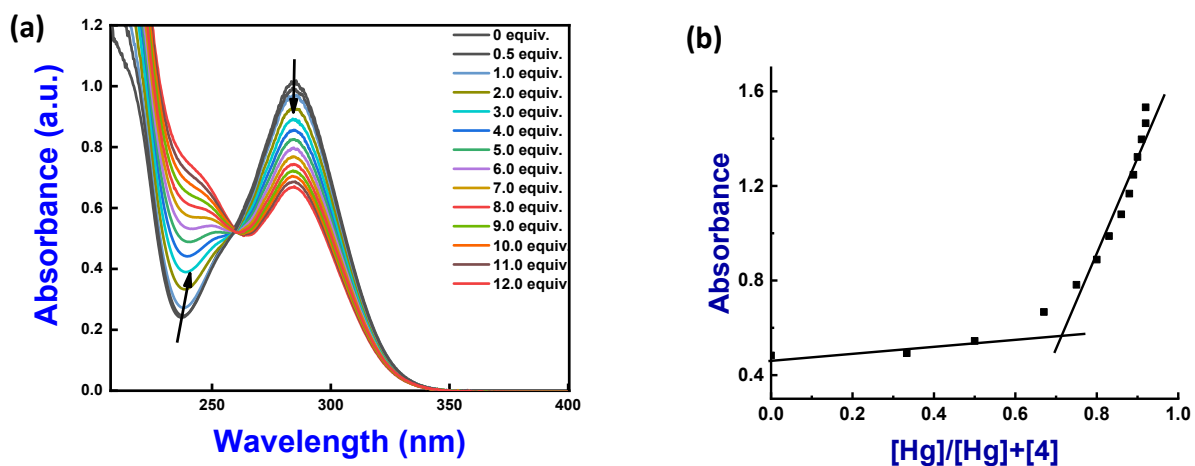 (a)
Absorbance (a.u.)
1.2
1.0
0.8
0.6
0.4
0.2
0.0
250
300
350
400
Wavelength (nm)
0 equiv.
0.5 equiv.
1.0 equiv.
2.0 equiv.
3.0 equiv.
4.0 equiv.
5.0 equiv.
6.0 equiv.
7.0 equiv.
8.0 equiv.
9.0 equiv.
10.0 equiv
11.0 equiv
12.0 equiv
(b)
Absorbance
1.6
1.2
0.8
0.4
0.0
0.2
0.4
0.6
0.8
1.0
[Hg]/[Hg]+[4]